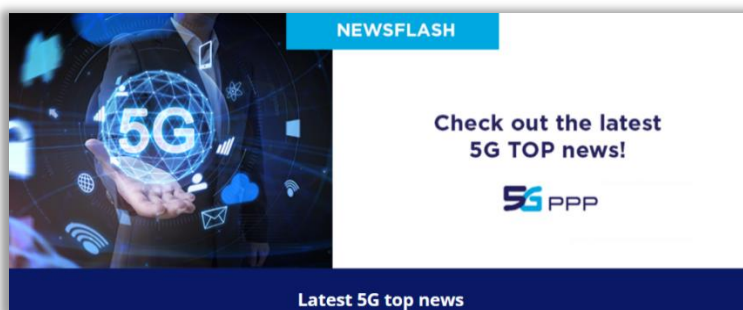 NEWSFLASH
5G
Check out the latest
5G TOP news!
5G PPP
Latest 5G top news